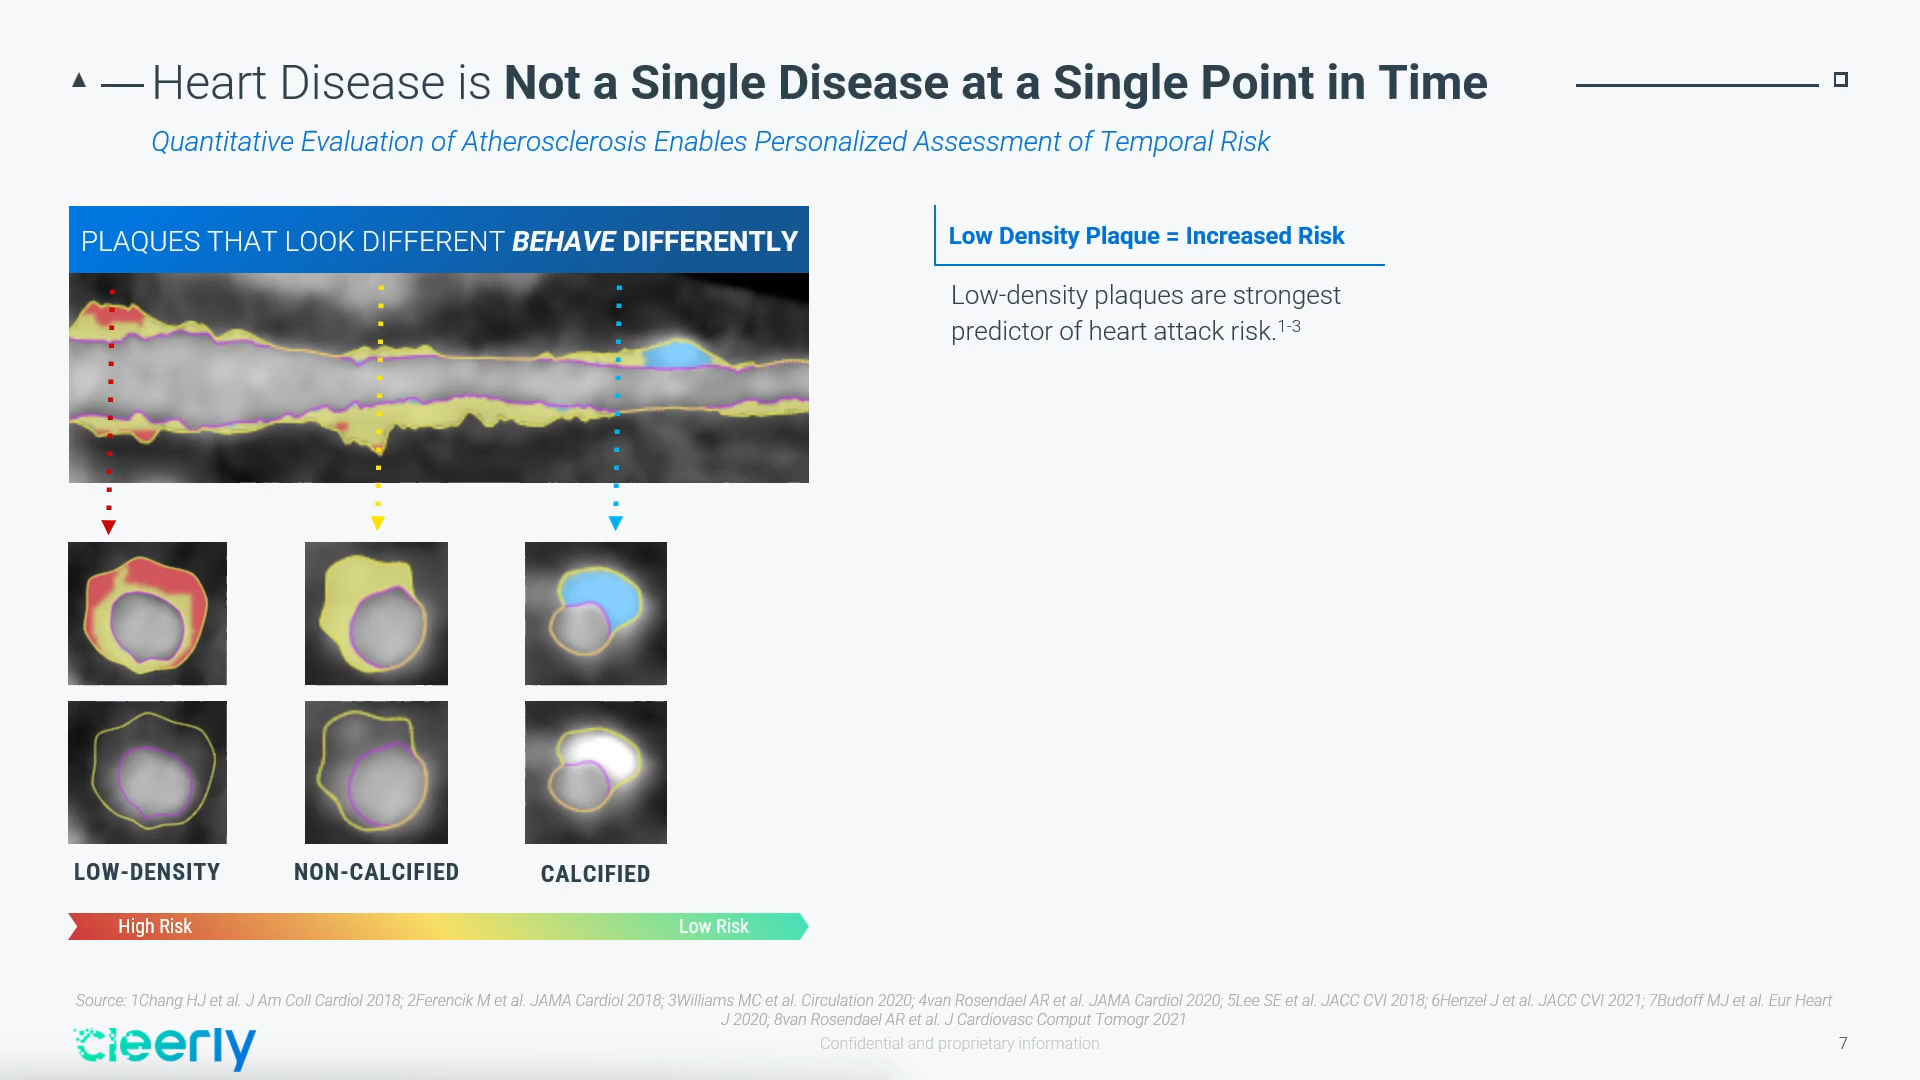 Heart Disease is Not a Single Disease at a Single Point in Time
Quantitative Evaluation of Atherosclerosis Enables Personalized Assessment of Temporal Risk
PLAQUES THAT LOOK DIFFERENT BEHAVE DIFFERENTLY
Low Density Plaque = Increased Risk
Low-density plaques are strongest
predictor of heart attack risk.1-3
LOW-DENSITY
NON-CALCIFIED
CALCIFIED
High Risk
Low Risk
Source: 1Chang HJ et al. J Am Coll Cardiol 2018; 2Ferencik M et al. JAMA Cardiol 2018; 3Williams MC et al. Circulation 2020; 4van Rosendael AR et al. JAMA Cardiol 2020; 5Lee SE et al. JACC CVI 2018; 6Henzel J et al. JACC CVI 2021; 7Budoff MJ et al. Eur Heart
J 2020; 8van Rosendael AR et al. J Cardiovasc Comput Tomogr 2021
cleerly
Confidential and proprietary information
7